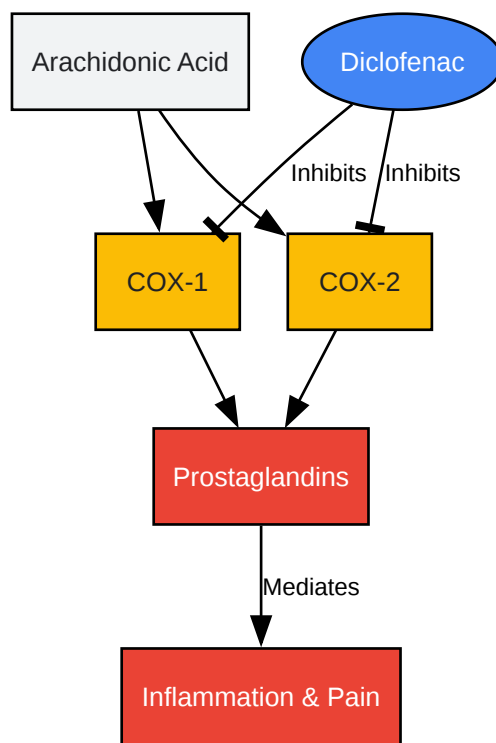 Arachidonic Acid
Diclofenac
Inhibits
Inhibits
COX-1
COX-2
Prostaglandins
Mediates
Inflammation & Pain